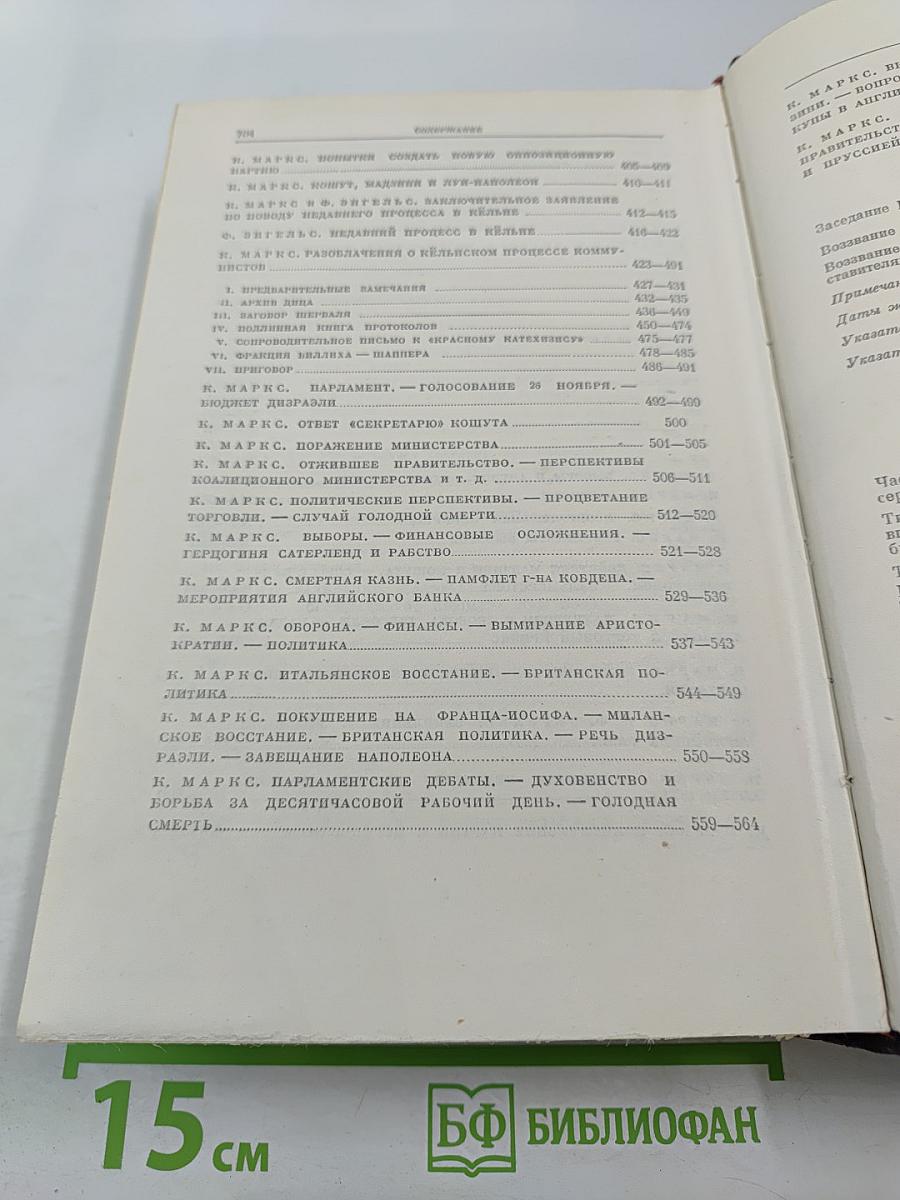 704 СОДЕРЖАНИЕ
К. МАРКС. ПОПЫТКИ СОЗДАТЬ НОВУЮ ОППОЗИЦИОННУЮ
ПАРТИЮ 405—409
К. МАРКС. КОШУТ, МАДЗИНИ И ЛУИ-НАПОЛЕОН 410—411
К. МАРКС И Ф. ЭНГЕЛЬС. ЗАКЛЮЧИТЕЛЬНОЕ ЗАЯВЛЕНИЕ
ПО ПОВОДУ НЕДАВНЕГО ПРОЦЕССА В КЁЛЬНЕ 412—415
Ф. ЭНГЕЛЬС. НЕДАВНИЙ ПРОЦЕСС В КЁЛЬНЕ 416—422
К. МАРКС. РАЗОБЛАЧЕНИЯ О КЁЛЬНСКОМ ПРОЦЕССЕ КОММУ-
НИСТОВ 423—491
I. ПРЕДВАРИТЕЛЬНЫЕ ЗАМЕЧАНИЯ 427—431
II. АРХИВ ДИЦА 432—435
III. ЗАГОВОР ШЕРВАЛЯ 436—449
IV. ПОДЛИННАЯ КНИГА ПРОТОКОЛОВ 450—474
V. СОПРОВОДИТЕЛЬНОЕ ПИСЬМО К «КРАСНОМУ КАТЕХИЗИСУ» 475—477
VI. ФРАКЦИЯ ВИЛЛИХА — ШАППЕРА 478—485
VII. ПРИГОВОР 486—491
К. МАРКС. ПАРЛАМЕНТ. — ГОЛОСОВАНИЕ 26 НОЯБРЯ. —
БЮДЖЕТ ДИЗРАЭЛИ 492—499
К. МАРКС. ОТВЕТ «СЕКРЕТАРЮ» КОШУТА 500
К. МАРКС. ПОРАЖЕНИЕ МИНИСТЕРСТВА 501—505
К. МАРКС. ОТЖИВШЕЕ ПРАВИТЕЛЬСТВО. — ПЕРСПЕКТИВЫ
КОАЛИЦИОННОГО МИНИСТЕРСТВА И Т. Д. 506—511
К. МАРКС. ПОЛИТИЧЕСКИЕ ПЕРСПЕКТИВЫ. — ПРОЦВЕТАНИЕ
ТОРГОВЛИ. — СЛУЧАЙ ГОЛОДНОЙ СМЕРТИ 512—520
К. МАРКС. ВЫБОРЫ. — ФИНАНСОВЫЕ ОСЛОЖНЕНИЯ. —
ГЕРЦОГИНЯ САТЕРЛЕНД И РАБСТВО 521—528
К. МАРКС. СМЕРТНАЯ КАЗНЬ. — ПАМФЛЕТ Г-НА КОБДЕНА. —
МЕРОПРИЯТИЯ АНГЛИЙСКОГО БАНКА 529—536
К. МАРКС. ОБОРОНА. — ФИНАНСЫ. — ВЫМИРАНИЕ АРИСТО-
КРАТИИ. — ПОЛИТИКА 537—543
К. МАРКС. ИТАЛЬЯНСКОЕ ВОССТАНИЕ. — БРИТАНСКАЯ ПО-
ЛИТИКА 544—549
К. МАРКС. ПОКУШЕНИЕ НА ФРАНЦА-ИОСИФА. — МИЛАН-
СКОЕ ВОССТАНИЕ. — БРИТАНСКАЯ ПОЛИТИКА. — РЕЧЬ ДИЗ-
РАЭЛИ. — ЗАВЕЩАНИЕ НАПОЛЕОНА 550—558
К. МАРКС. ПАРЛАМЕНТСКИЕ ДЕБАТЫ. — ДУХОВЕНСТВО И
БОРЬБА ЗА ДЕСЯТИЧАСОВОЙ РАБОЧИЙ ДЕНЬ. — ГОЛОДНАЯ
СМЕРТЬ 559—564
К. МАРКС.
К. МАРКС.
И ПРУССИЕЙ
Заседание
Воззвание
Воззвание
15 см
БФ БИБЛИОФАН